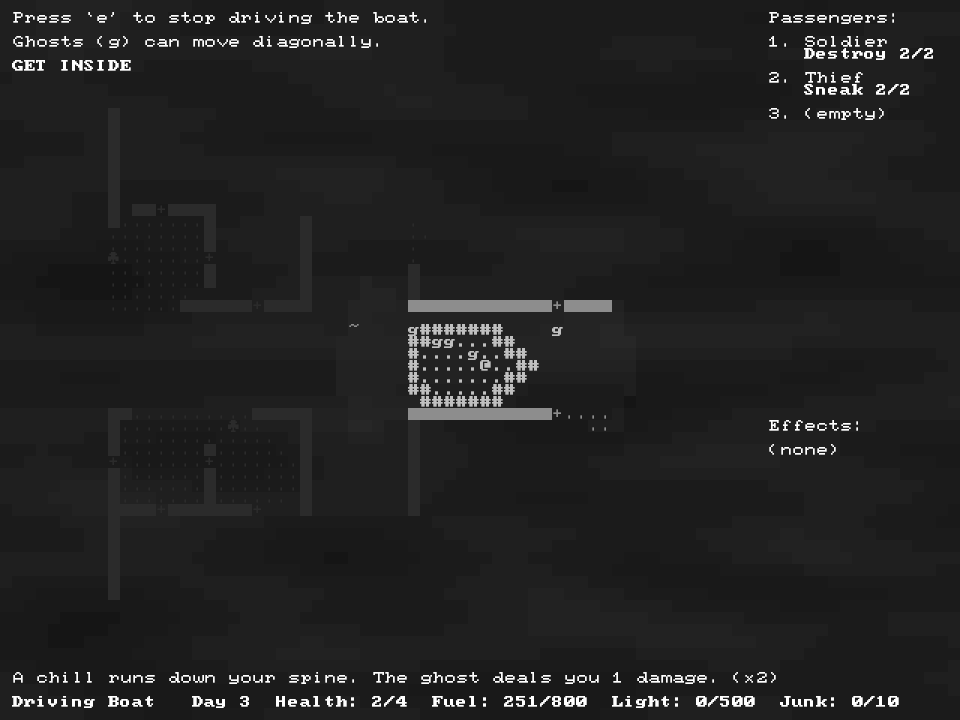 Press `e' to stop driving the boat.
Ghosts (g) can move diagonally.
GET INSIDE
Passengers:
1. Soldier
Destroy 2/2
2. Thief
Sneak 2/2
3. (empty)
Effects:
(none)
A chill runs down your spine. The ghost deals you 1 damage. (x2)
Driving Boat Day 3 Health: 2/4 Fuel: 251/800 Light: 0/500 Junk: 0/10